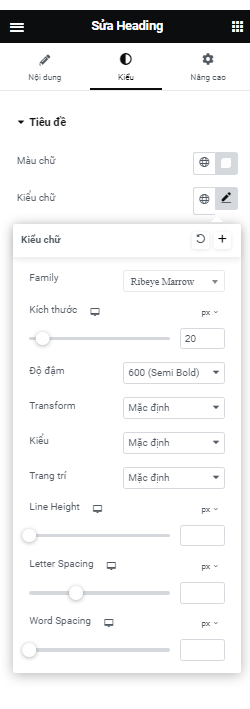 Sửa Heading
Nội dung
Kiểu
Nâng cao
Tiêu đề
Màu chữ
Kiểu chữ
Kiểu chữ
Family
Ribeye Marrow
Kích thước
px
20
Độ đậm
600 (Semi Bold)
Transform
Mặc định
Kiểu
Mặc định
Trang trí
Mặc định
Line Height
px
Letter Spacing
px
Word Spacing
px